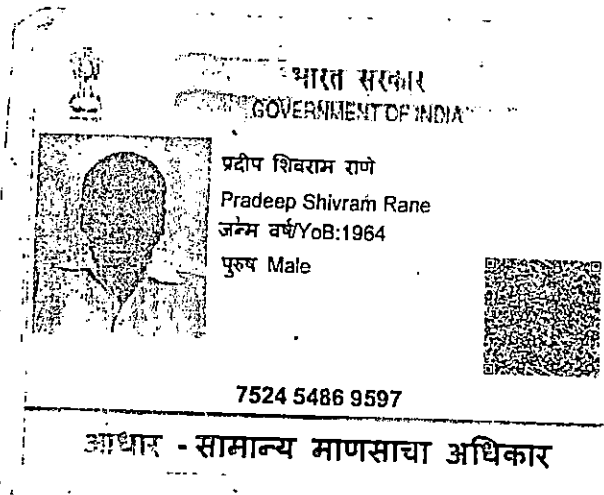 भारत सरकार
GOVERNMENT OF INDIA
प्रदीप शिवराम राणे
Pradeep Shivram Rane
जन्म वर्ष/YoB:1964
पुरुष Male
7524 5486 9597
आधार - सामान्य माणसाचा अधिकार